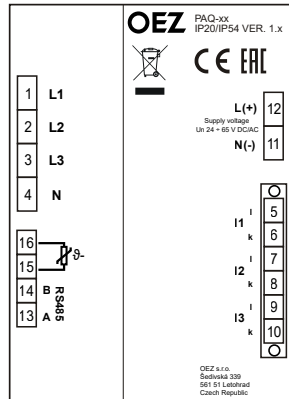 OEZ
PAQ-xx
IP20/IP54 VER. 1.x
CE EAC
1 L1
2 L2
3 L3
4 N
16
15
ϑ-
14 B
13 A
RS485
L(+) 12
Supply voltage
Un 24 ÷ 65 V DC/AC
N(-) 11
I1
l 5
k 6
I2
l 7
k 8
I3
l 9
k 10
OEZ s.r.o.
Šedivská 339
561 51 Letohrad
Czech Republic